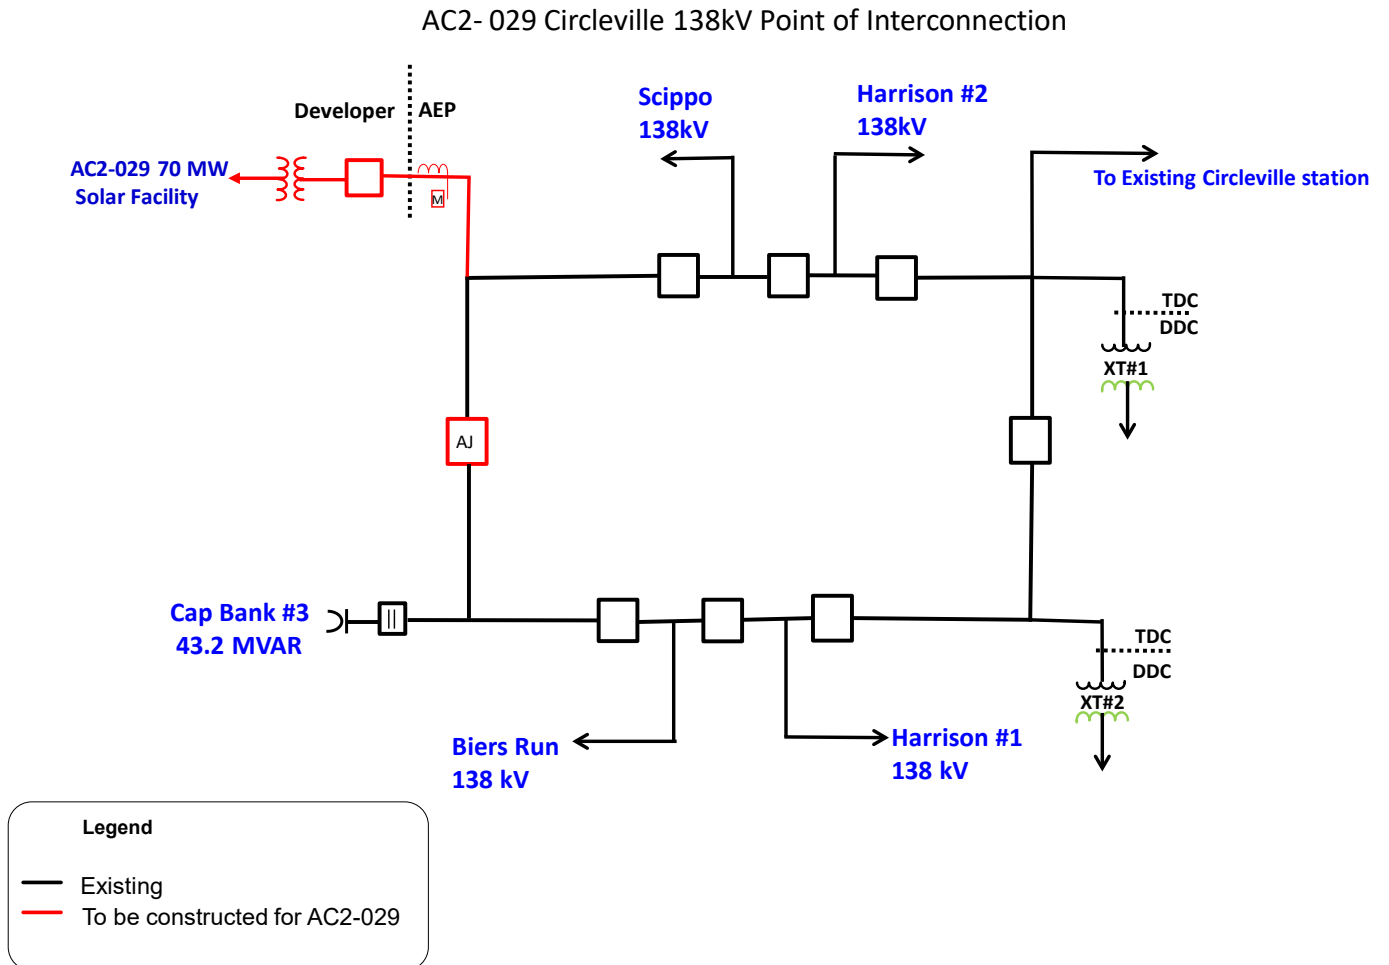 AC2- 029 Circleville 138kV Point of Interconnection
Developer
AEP
AC2-029 70 MW
Solar Facility
M
Scippo
138kV
Harrison #2
138kV
To Existing Circleville station
TDC
DDC
XT#1
AJ
Cap Bank #3
43.2 MVAR
Biers Run
138 kV
Harrison #1
138 kV
TDC
DDC
XT#2
Legend
Existing
To be constructed for AC2-029